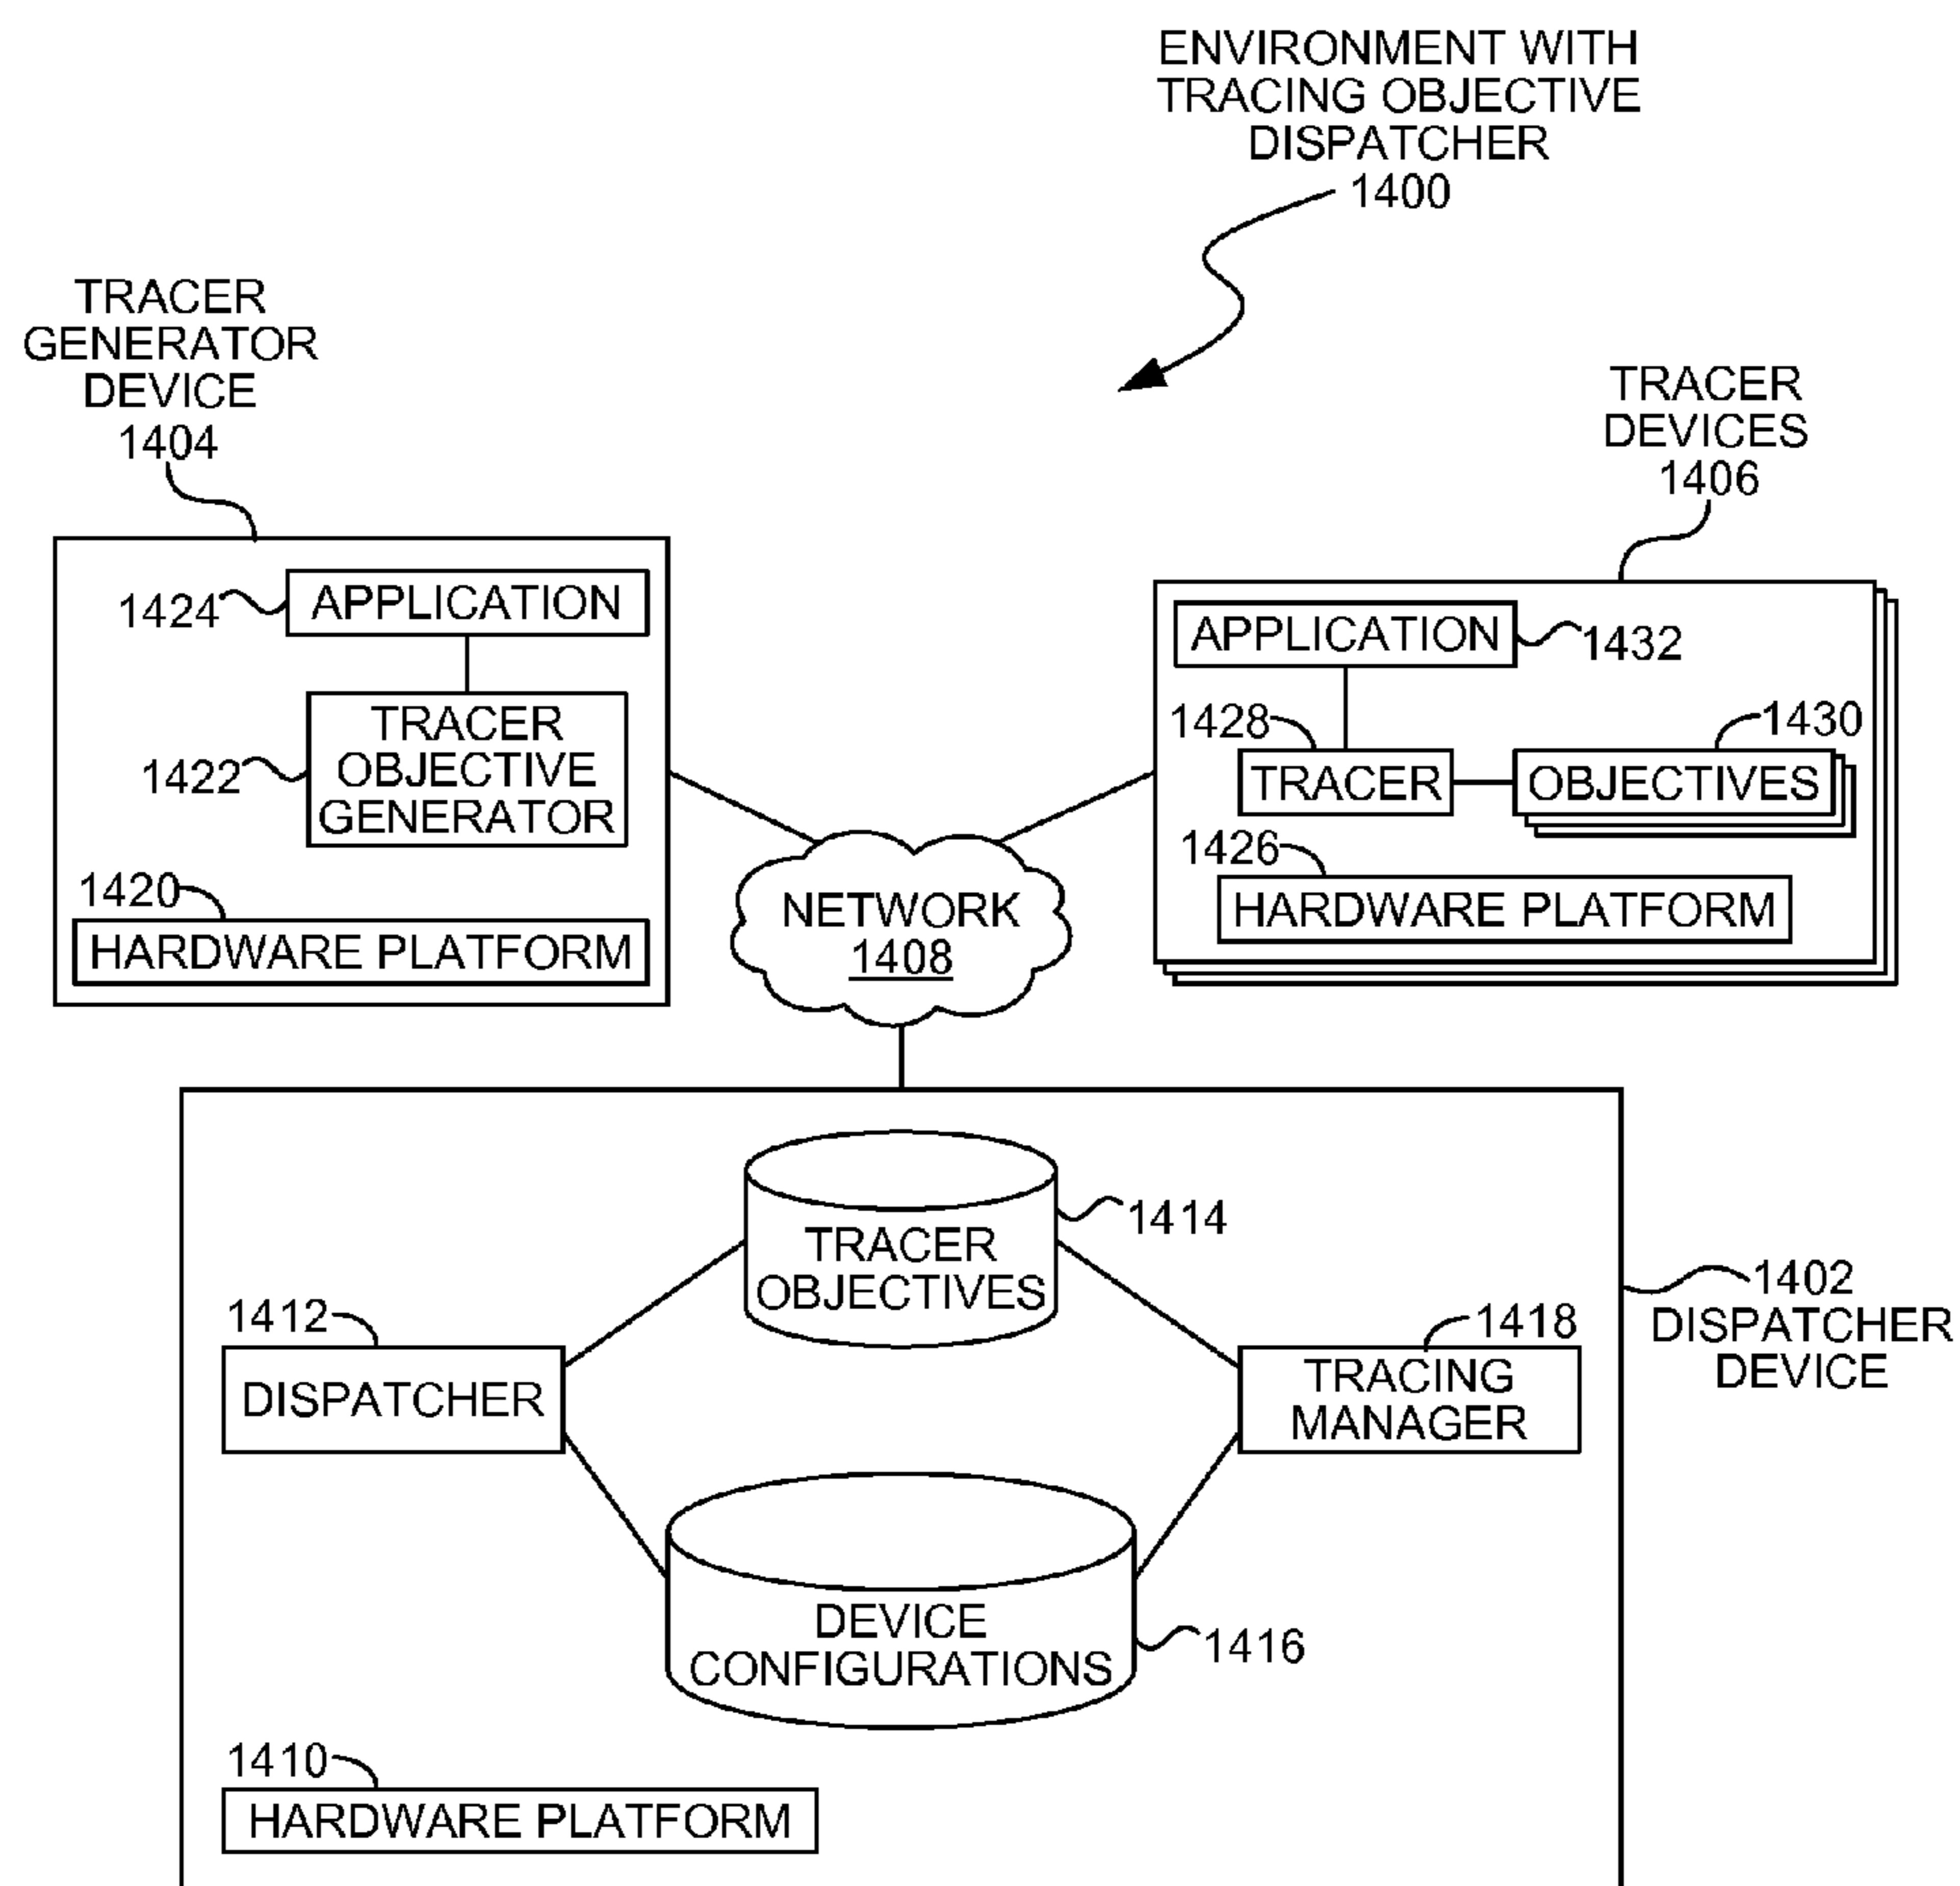 ENVIRONMENT WITH
TRACING OBJECTIVE
DISPATCHER
1400
TRACER
GENERATOR
DEVICE
1404
TRACER
DEVICES
1406
1424
APPLICATION
1422
TRACER
OBJECTIVE
GENERATOR
1420
HARDWARE PLATFORM
APPLICATION
1432
1428
TRACER
1430
OBJECTIVES
1426
HARDWARE PLATFORM
NETWORK
1408
TRACER
OBJECTIVES
1414
1402
DISPATCHER
DEVICE
1412
DISPATCHER
1418
TRACING
MANAGER
DEVICE
CONFIGURATIONS
1416
1410
HARDWARE PLATFORM